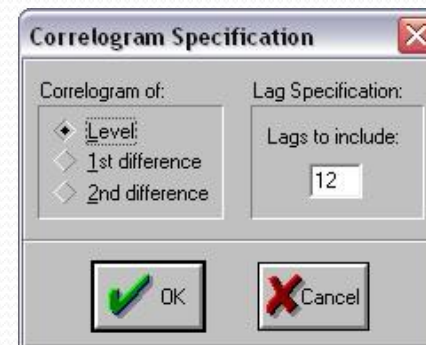 Correlogram Specification
Correlogram of:
Level
1st difference
2nd difference
Lag Specification:
Lags to include:
12
OK
Cancel